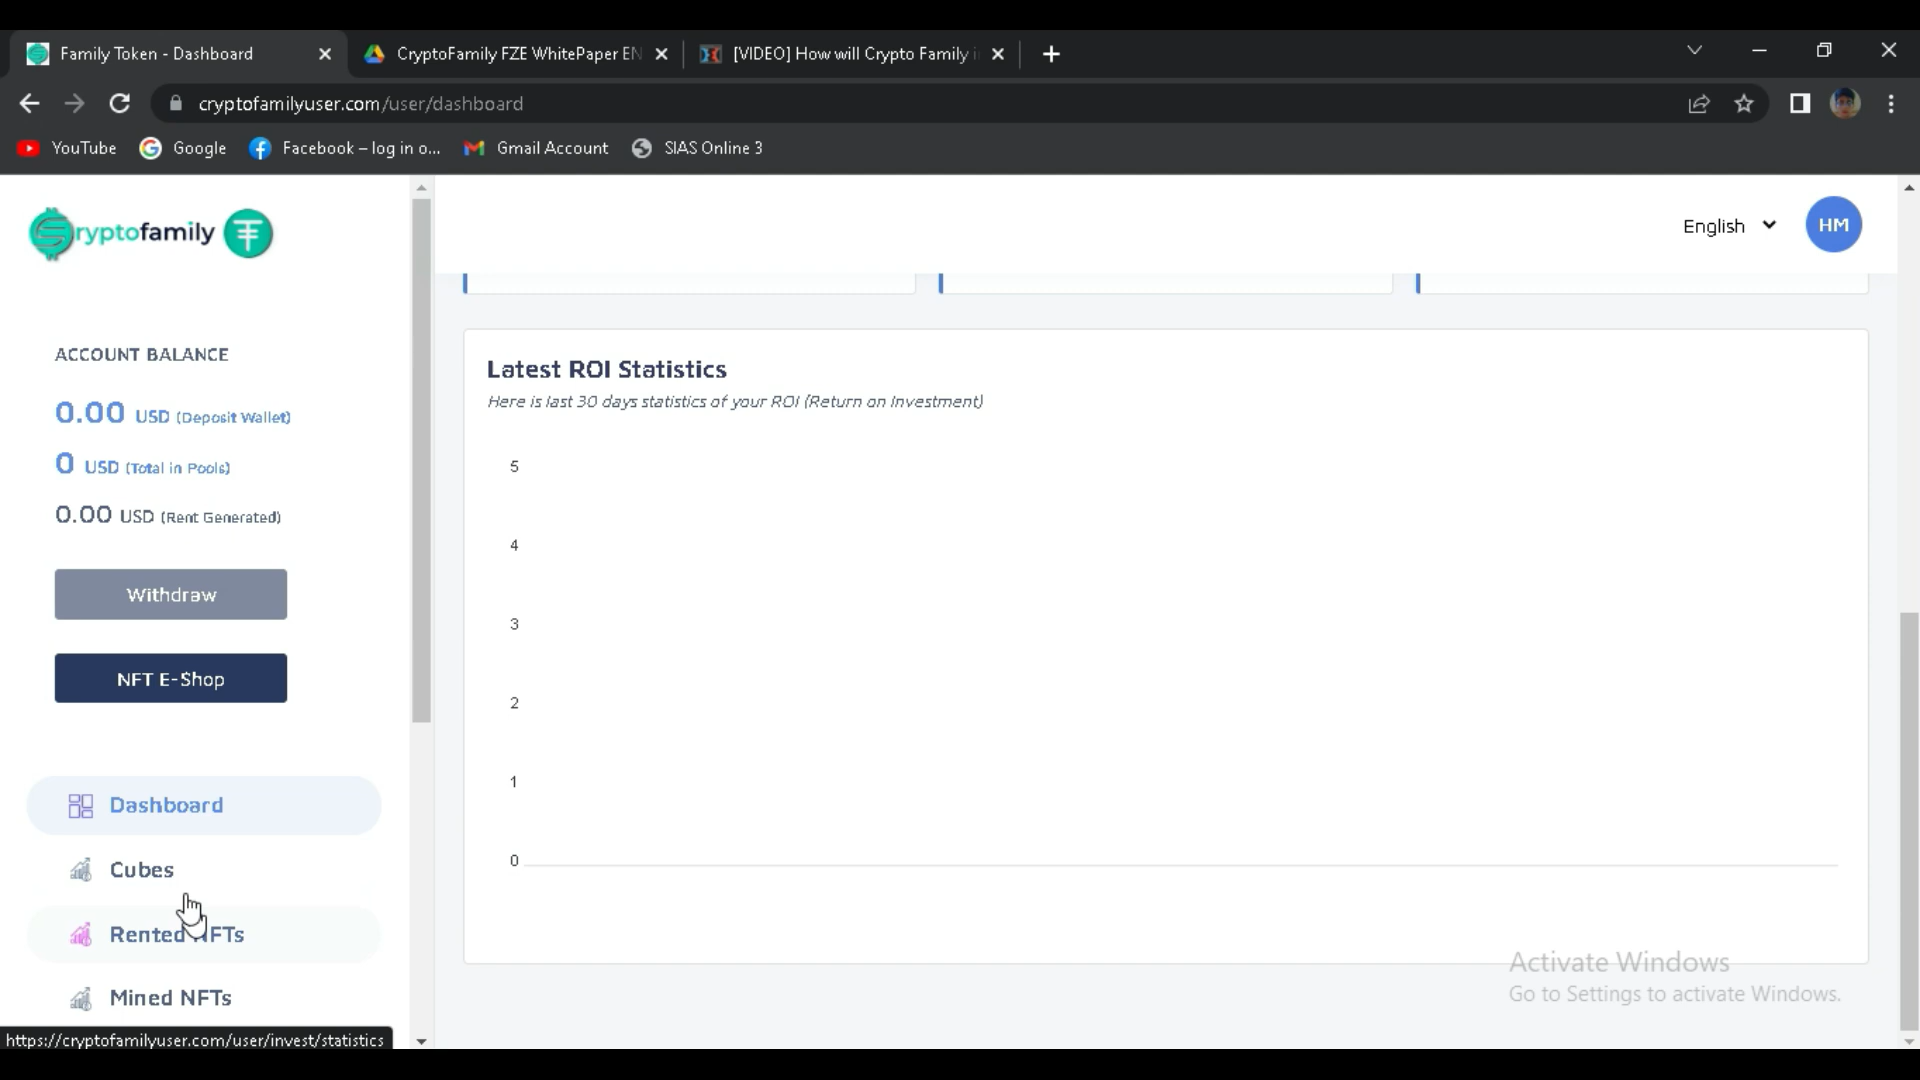 Family Token - Dashboard
CryptoFamily FZE WhitePaper EN
[VIDEO] How will Crypto Family i
cryptofamilyuser.com/user/dashboard
YouTube
Google
Facebook – log in o...
Gmail Account
SIAS Online 3
Cryptofamily
English
HM
ACCOUNT BALANCE
0.00 USD (Deposit Wallet)
0 USD (Total in Pools)
0.00 USD (Rent Generated)
Withdraw
NFT E-Shop
Dashboard
Cubes
Rented NFTs
Mined NFTs
https://cryptofamilyuser.com/user/invest/statistics
Latest ROI Statistics
Here is last 30 days statistics of your ROI (Return on Investment)
5
4
3
2
1
0
Activate Windows
Go to Settings to activate Windows.